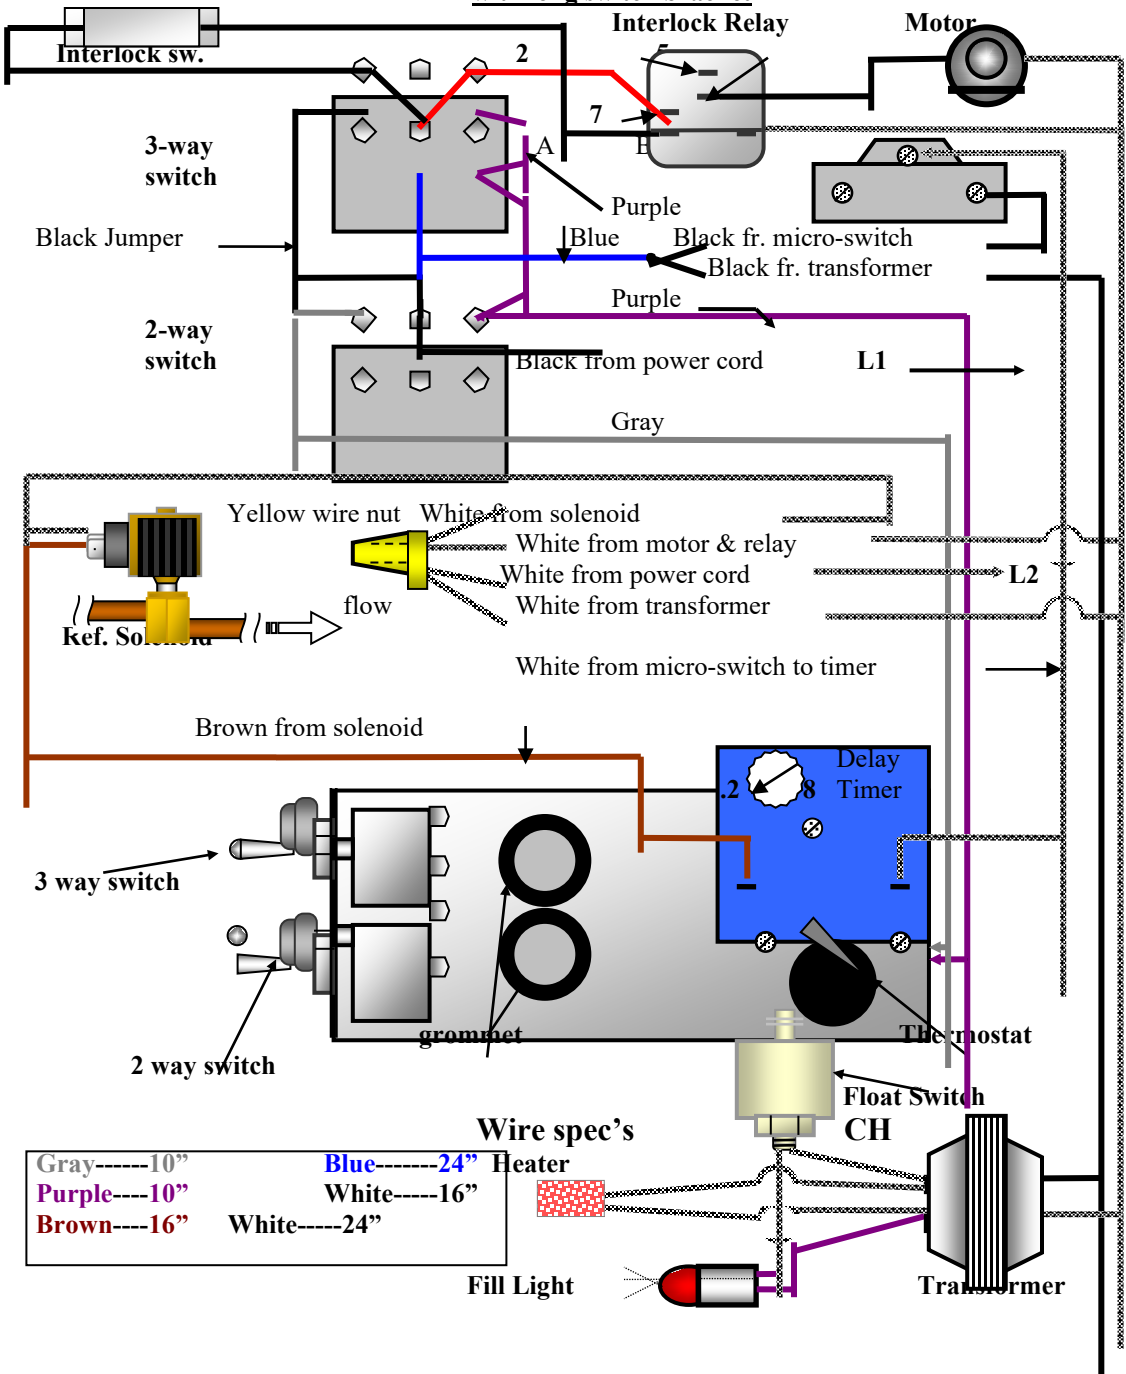 Interlock Relay
Motor
Interlock sw.
2
5
7
A
3-way
switch
Purple
Black Jumper
Blue
Black fr. micro-switch
Black fr. transformer
Purple
2-way
switch
Black from power cord
L1
Gray
Yellow wire nut
White from solenoid
White from motor & relay
White from power cord
L2
White from transformer
flow
Ref. Solenoid
White from micro-switch to timer
Brown from solenoid
Delay
Timer
.2
8
3 way switch
grommet
Thermostat
2 way switch
Float Switch
CH
Wire spec's
Heater
Gray------10” Blue--------24”
Purple----10” White-----16”
Brown----16” White-----24”
Fill Light
Transformer